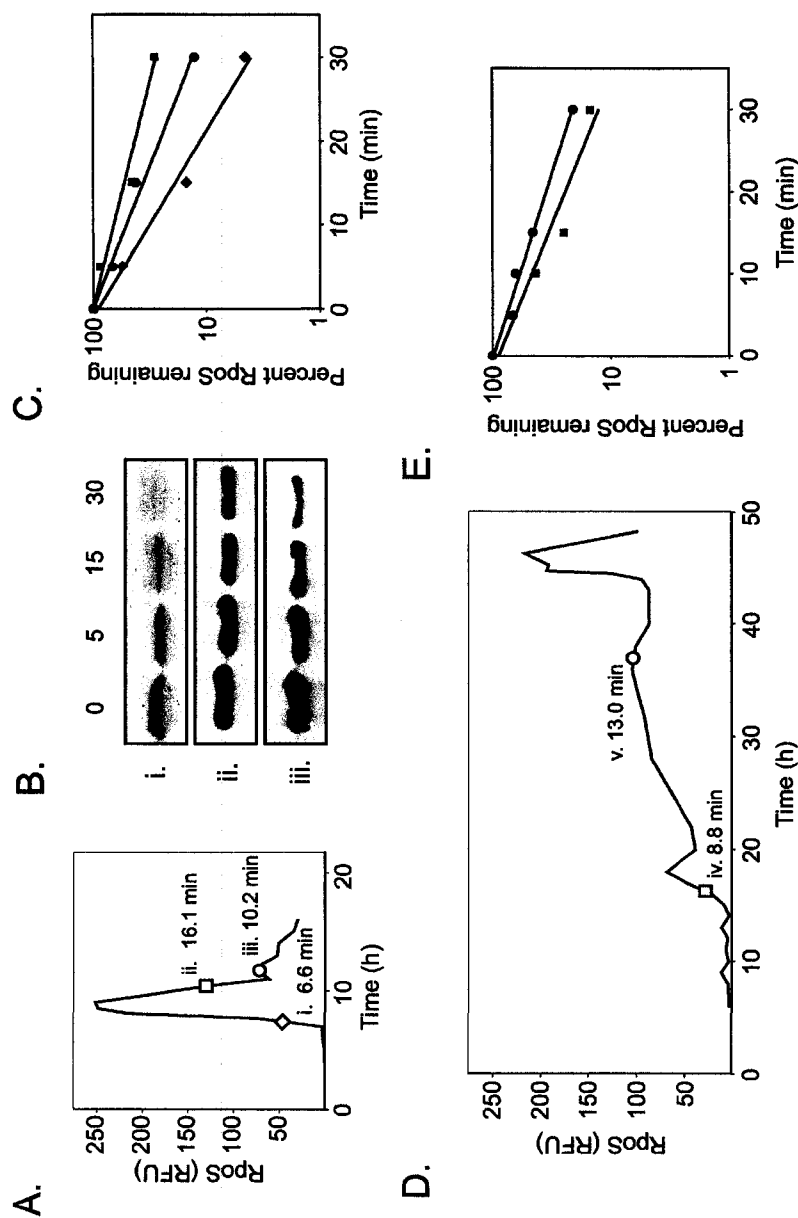 A.
RpoS (RFU)
250
200
150
100
50
0
10
20
Time (h)
i. 6.6 min
ii. 16.1 min
iii. 10.2 min
B.
0
5
15
30
i.
ii.
iii.
C.
Percent RpoS remaining
100
10
1
0
10
20
30
Time (min)
D.
RpoS (RFU)
250
200
150
100
50
0
10
20
30
40
50
Time (h)
iv. 8.8 min
v. 13.0 min
E.
Percent RpoS remaining
100
10
1
0
10
20
30
Time (min)